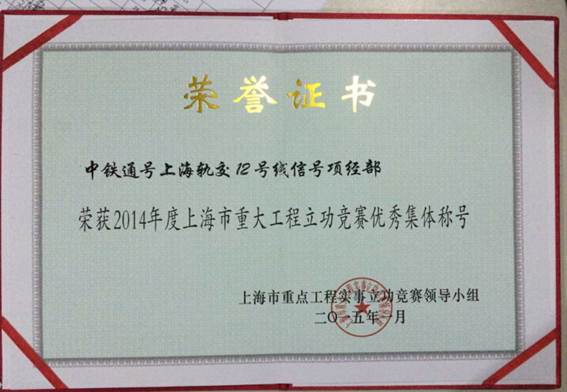 荣誉证书
中铁通号上海轨交12号线信号项经部
荣获2014年度上海市重大工程立功竞赛优秀集体称号
上海市重点工程实事立功竞赛领导小组
二〇一五年一月